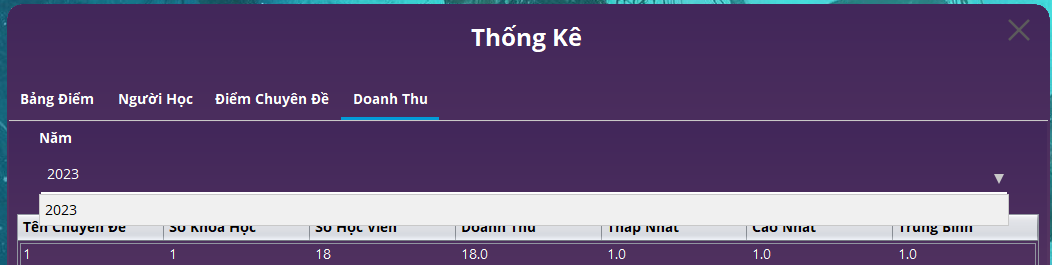 Thống Kê
Bảng Điểm Người Học Điểm Chuyên Đề Doanh Thu
Năm
2023
2023
Tên Chuyên Đề Số Khóa Học Số Học Viên Doanh Thu Thấp Nhất Cao Nhất Trung Bình
1 1 18 18.0 1.0 1.0 1.0